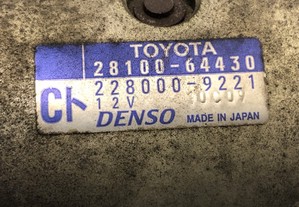 TOYOTA
28100-64430
228000-9221
12V
DENSO MADE IN JAPAN